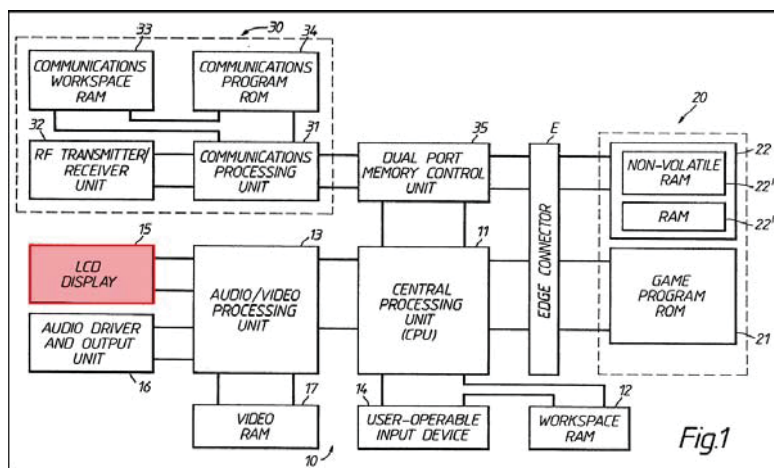 33
30
34
COMMUNICATIONS
WORKSPACE
RAM
COMMUNICATIONS
PROGRAM
ROM
32
31
35
E
20
RF TRANSMITTER/
RECEIVER
UNIT
COMMUNICATIONS
PROCESSING
UNIT
DUAL PORT
MEMORY CONTROL
UNIT
22
NON-VOLATILE
RAM
22'
RAM
22"
15
13
11
LCD
DISPLAY
AUDIO/VIDEO
PROCESSING
UNIT
CENTRAL
PROCESSING
UNIT
(CPU)
EDGE CONNECTOR
GAME
PROGRAM
ROM
21
AUDIO DRIVER
AND OUTPUT
UNIT
16
17
14
12
VIDEO
RAM
10
USER-OPERABLE
INPUT DEVICE
WORKSPACE
RAM
Fig.1